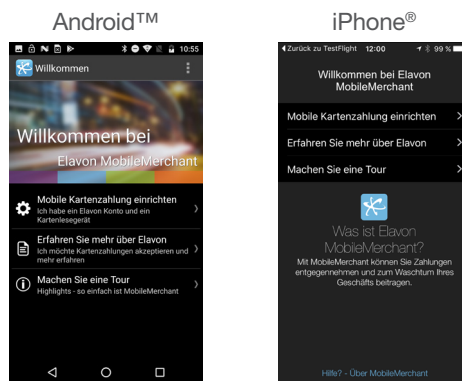 Android™
iPhone®
10:55
Willkommen
Willkommen bei
Elavon MobileMerchant
Mobile Kartenzahlung einrichten
Ich habe ein Elavon Konto und ein
Kartenlesegerät
Erfahren Sie mehr über Elavon
Ich möchte Kartenzahlungen akzeptieren und
mehr erfahren
Machen Sie eine Tour
Highlights - so einfach ist MobileMerchant
Zurück zu TestFlight 12:00 99 %
Willkommen bei Elavon
MobileMerchant
Mobile Kartenzahlung einrichten
Erfahren Sie mehr über Elavon
Machen Sie eine Tour
Was ist Elavon
MobileMerchant?
Mit MobileMerchant können Sie Zahlungen
entgegennehmen und zum Waschtum Ihres
Geschäfts beitragen.
Hilfe? - Über MobileMerchant